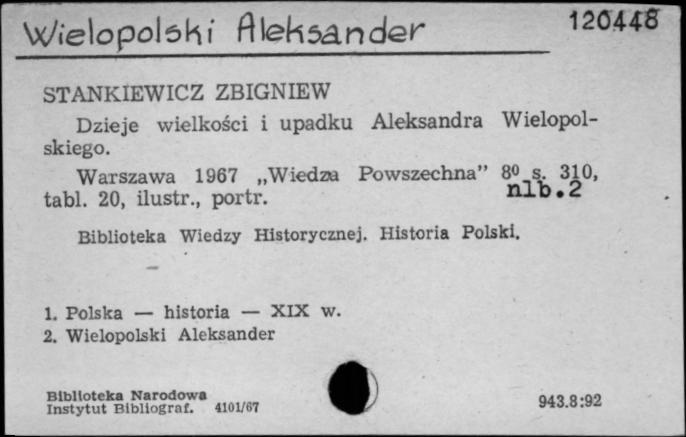 Wielopolski Aleksander 120448
STANKIEWICZ ZBIGNIEW
Dzieje wielkości i upadku Aleksandra Wielopol-
skiego.
Warszawa 1967 „Wiedza Powszechna” 8⁰ s. 310,
tabl. 20, ilustr., portr. nlb.2
Biblioteka Wiedzy Historycznej. Historia Polski.
1. Polska — historia — XIX w.
2. Wielopolski Aleksander
Biblioteka Narodowa
Instytut Bibliograf. 4101/67 943.8:92